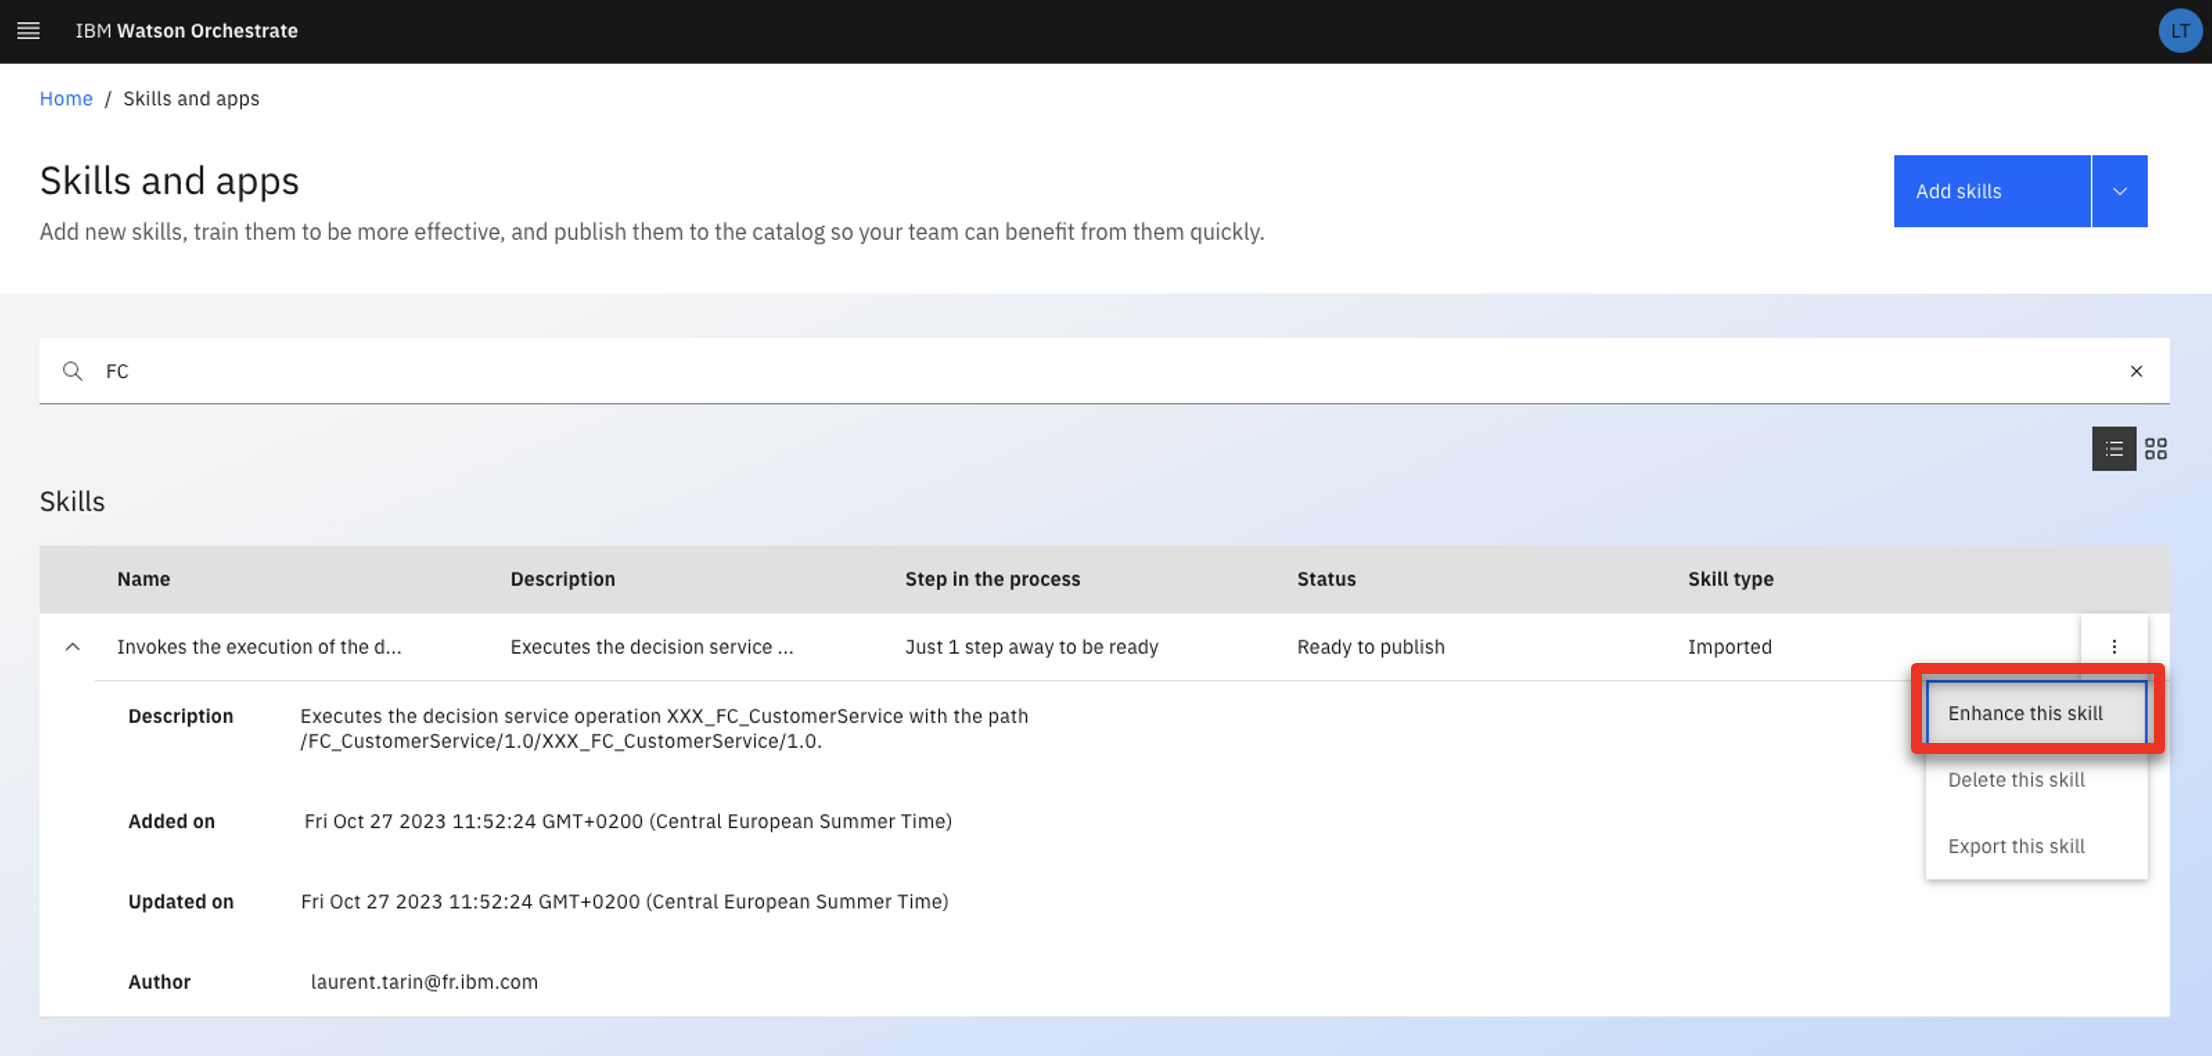 IBM Watson Orchestrate
LT
Home / Skills and apps
Skills and apps
Add new skills, train them to be more effective, and publish them to the catalog so your team can benefit from them quickly.
Add skills
FC
Skills
Name Description Step in the process Status Skill type
Invokes the execution of the d... Executes the decision service ... Just 1 step away to be ready Ready to publish Imported
Enhance this skill
Delete this skill
Export this skill
Description Executes the decision service operation XXX_FC_CustomerService with the path
/FC_CustomerService/1.0/XXX_FC_CustomerService/1.0.
Added on Fri Oct 27 2023 11:52:24 GMT+0200 (Central European Summer Time)
Updated on Fri Oct 27 2023 11:52:24 GMT+0200 (Central European Summer Time)
Author laurent.tarin@fr.ibm.com